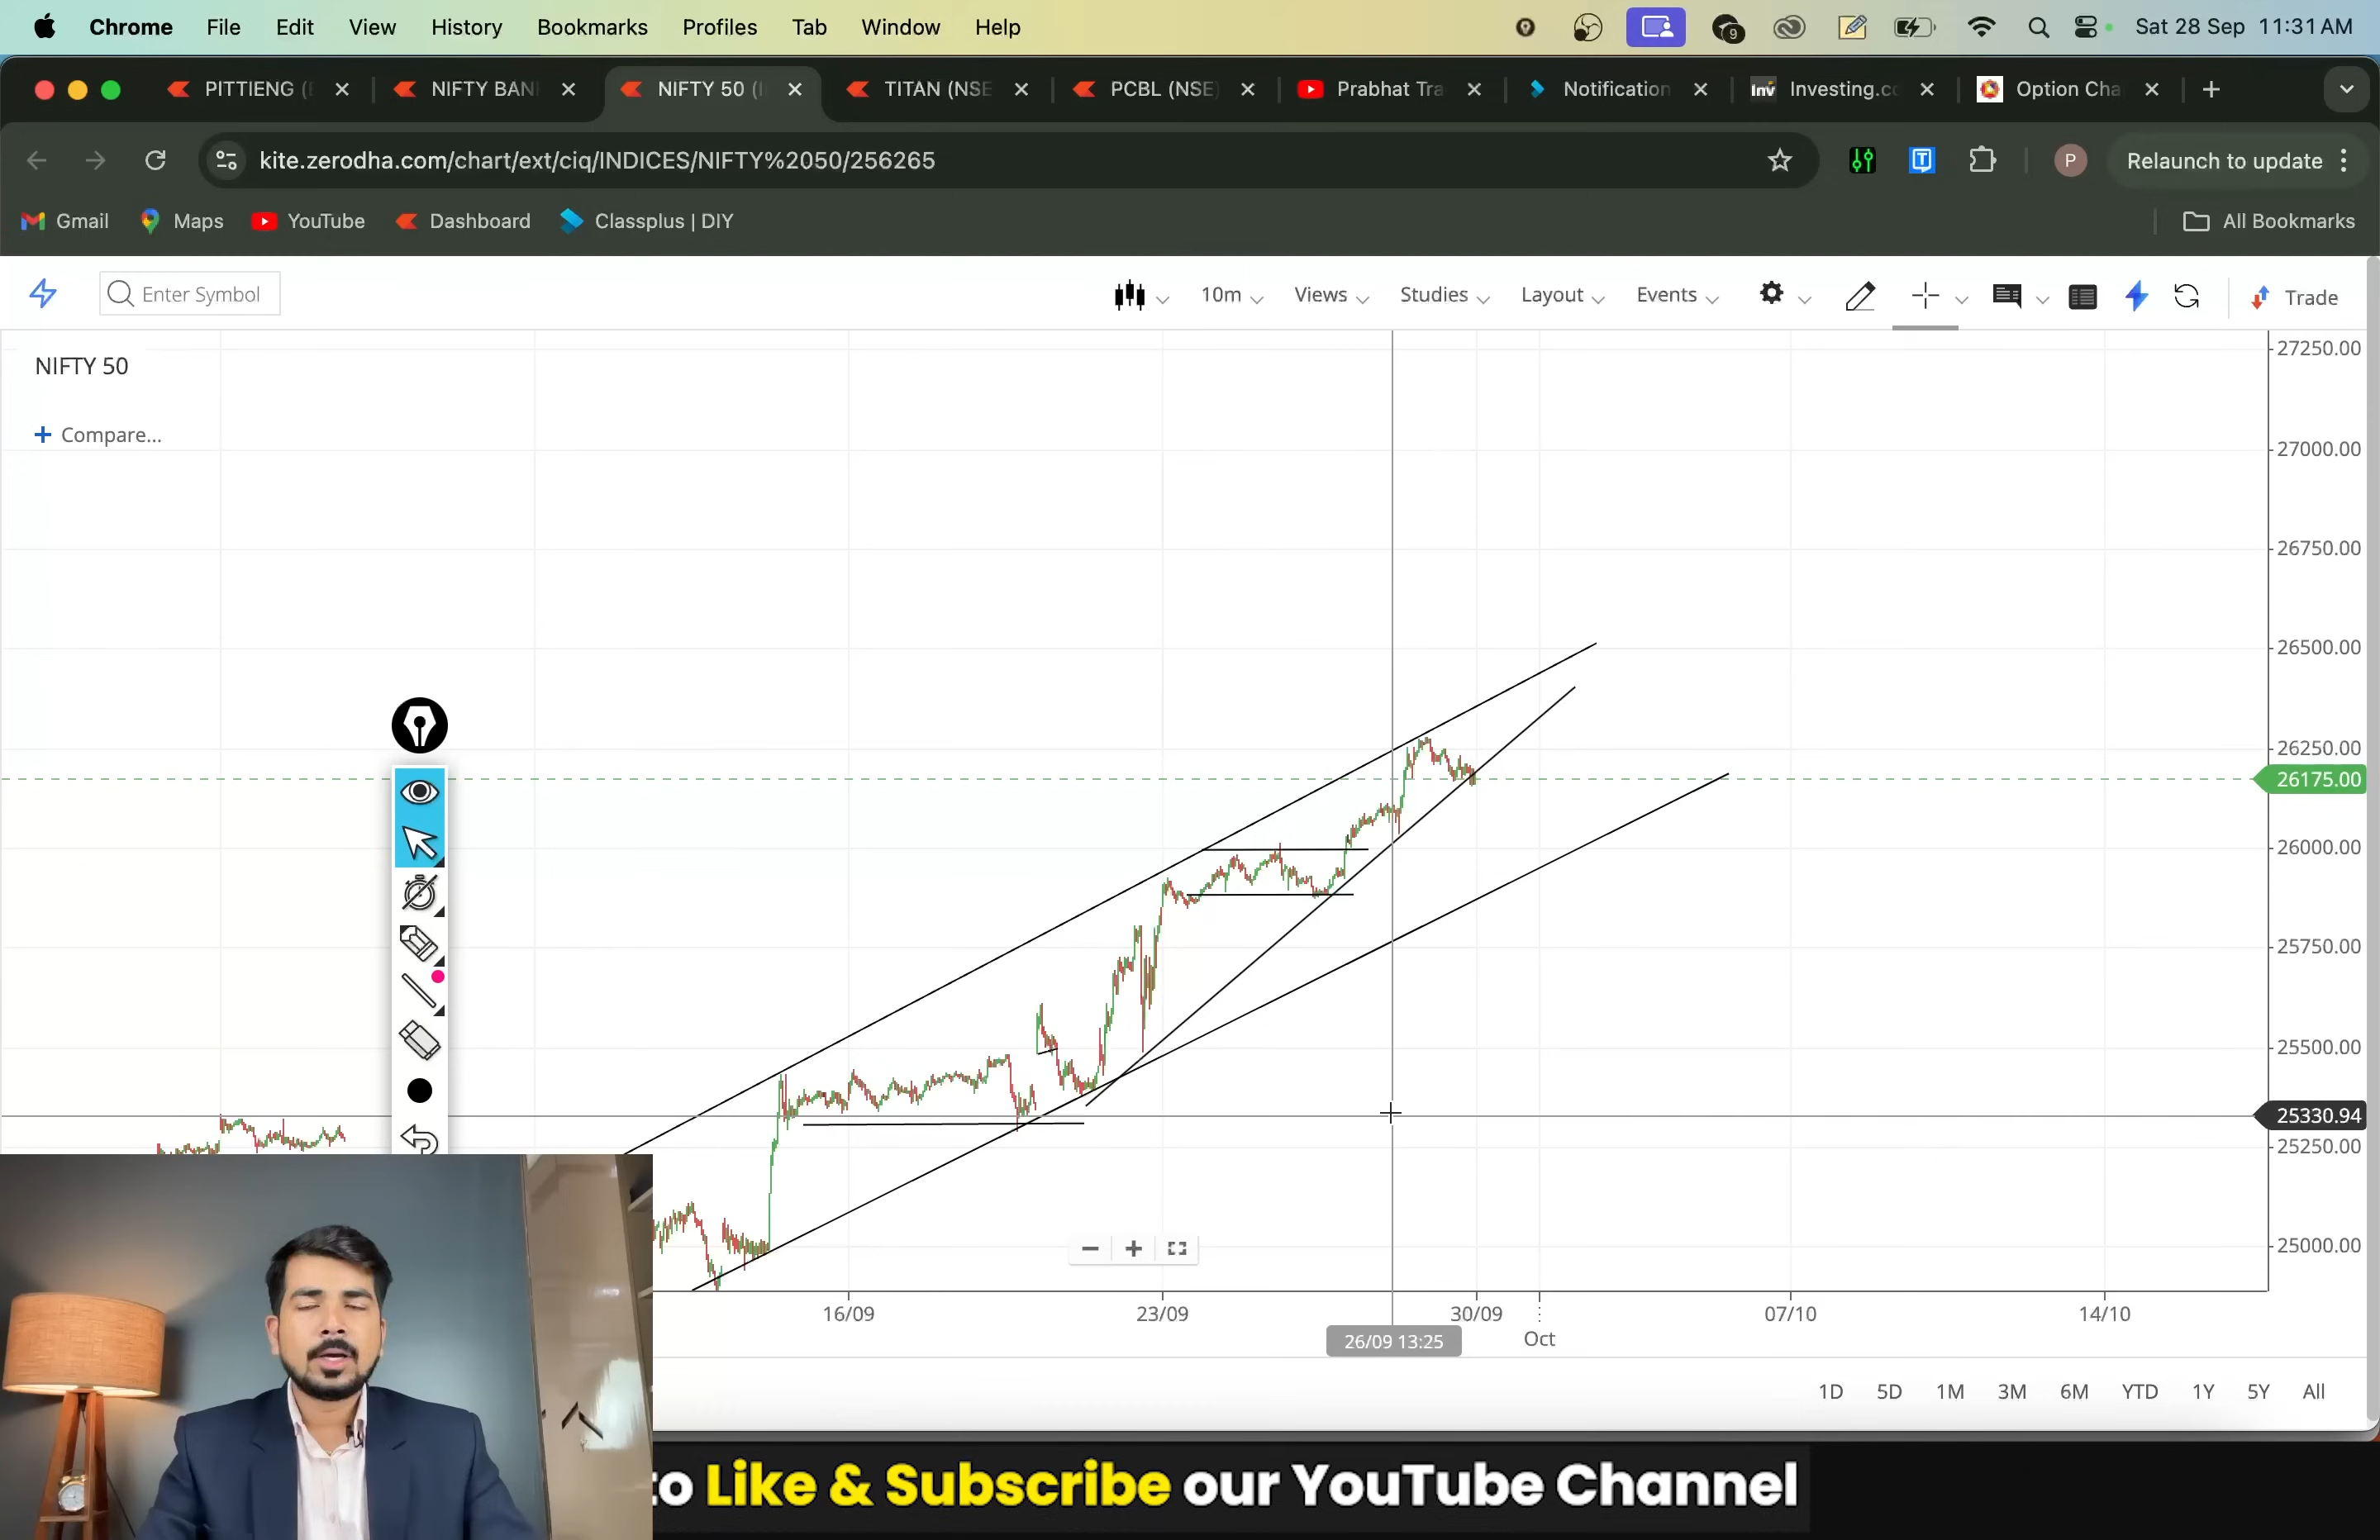 Chrome File Edit View History Bookmarks Profiles Tab Window Help 9 Sat 28 Sep 11:31 AM
PITTIENG ( NIFTY BAN NIFTY 50 ( TITAN (NSE PCBL (NSE) Prabhat Tra Notification Inv Investing.c Option Cha
kite.zerodha.com/chart/ext/ciq/INDICES/NIFTY%2050/256265 T P Relaunch to update
Gmail Maps YouTube Dashboard Classplus | DIY All Bookmarks
Enter Symbol 10m Views Studies Layout Events Trade
NIFTY 50
+ Compare...
27250.00
27000.00
26750.00
26500.00
26250.00
26175.00
26000.00
25750.00
25500.00
25330.94
25250.00
25000.00
16/09 23/09 30/09 07/10 14/10
Oct
26/09 13:25
1D 5D 1M 3M 6M YTD 1Y 5Y All
to Like & Subscribe our YouTube Channel